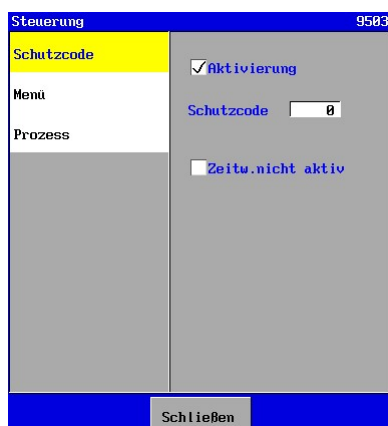 Steuerung 9503
Schutzcode
Menü
Prozess
Aktivierung
Schutzcode 0
Zeitw.nicht aktiv
Schließen